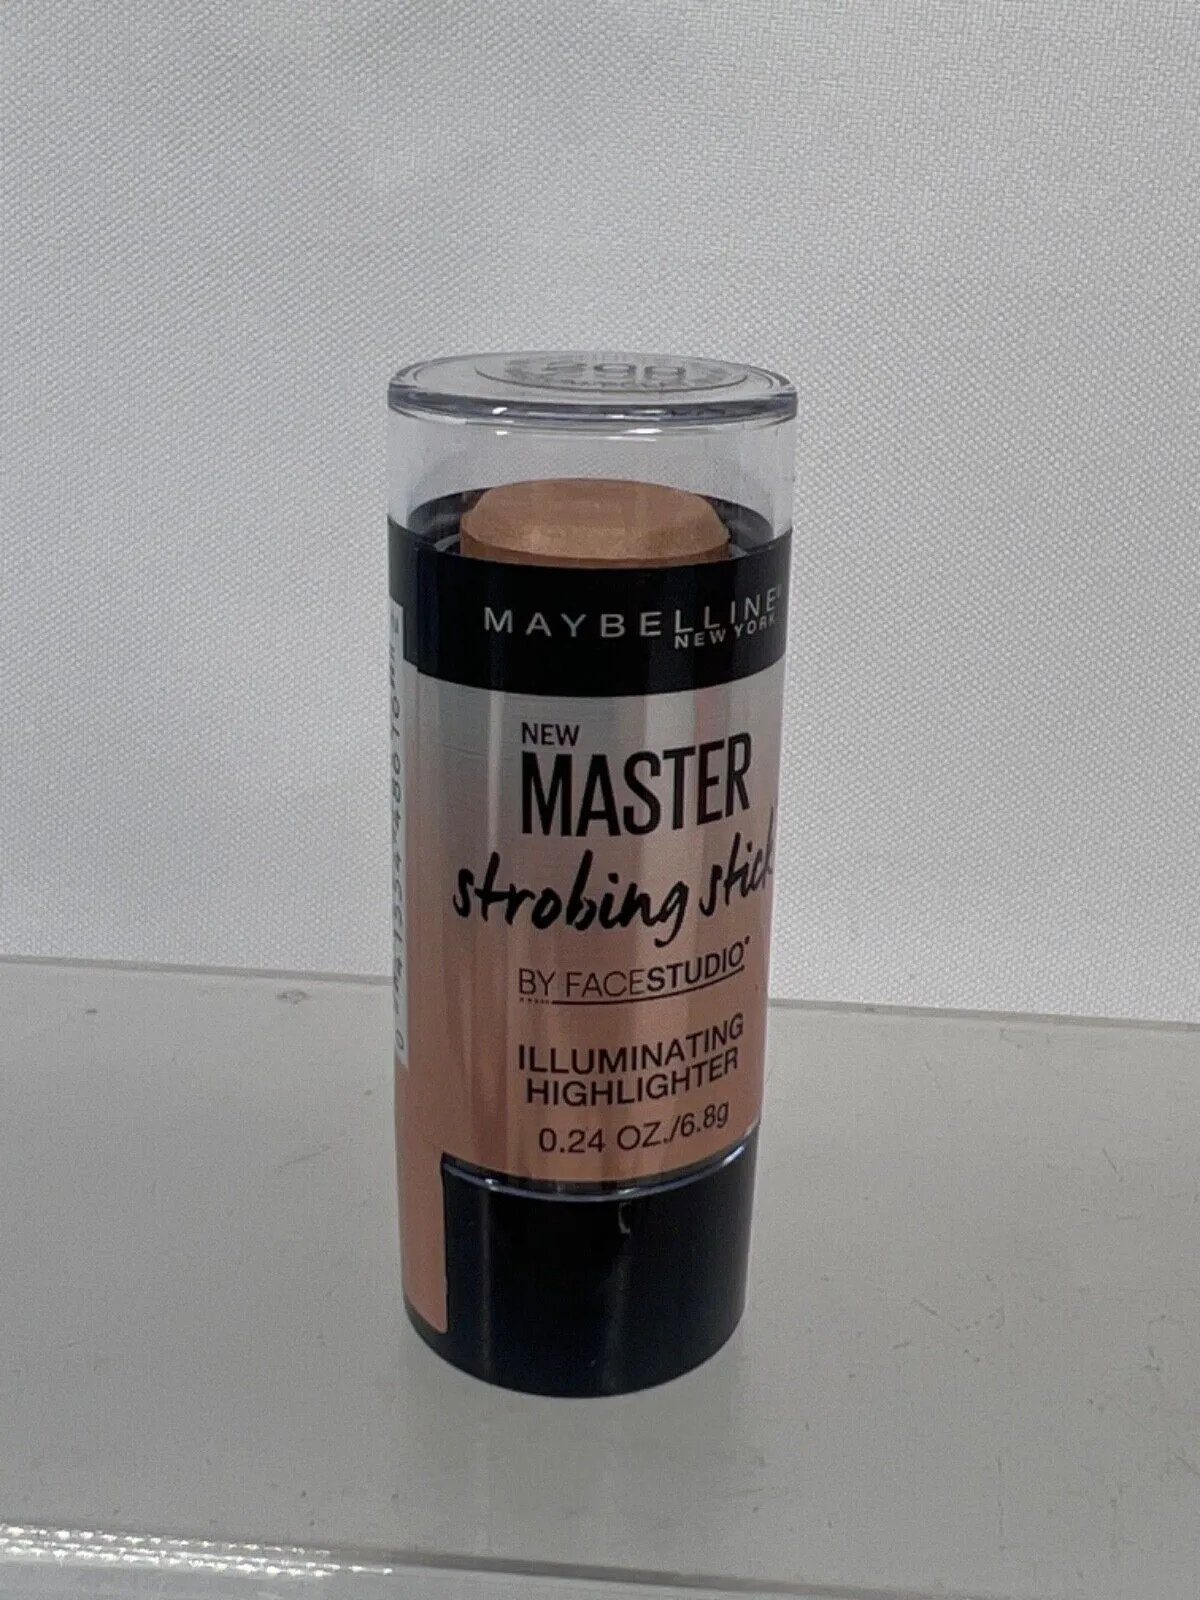 MAYBELLINE
NEW YORK
NEW
MASTER
strobing stick
BY FACESTUDIO®
ILLUMINATING
HIGHLIGHTER
0.24 OZ./6.8g